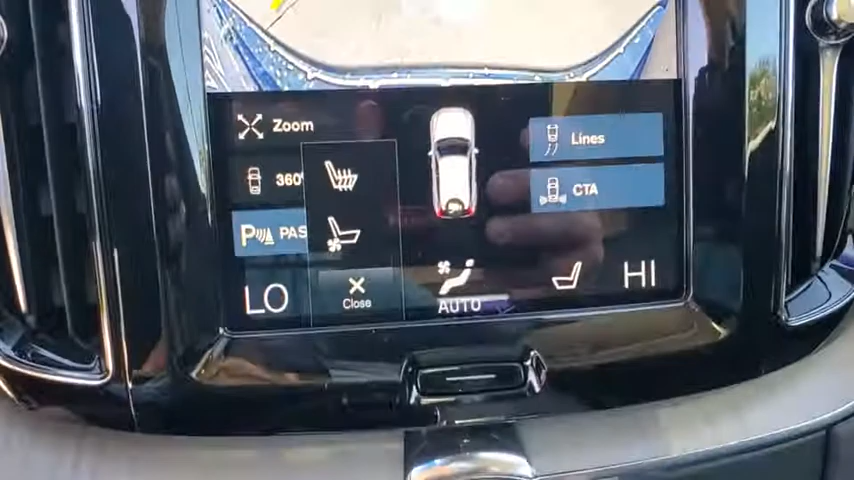 Zoom
360°
P PAS
Lines
CTA
LO
Close
AUTO
HI